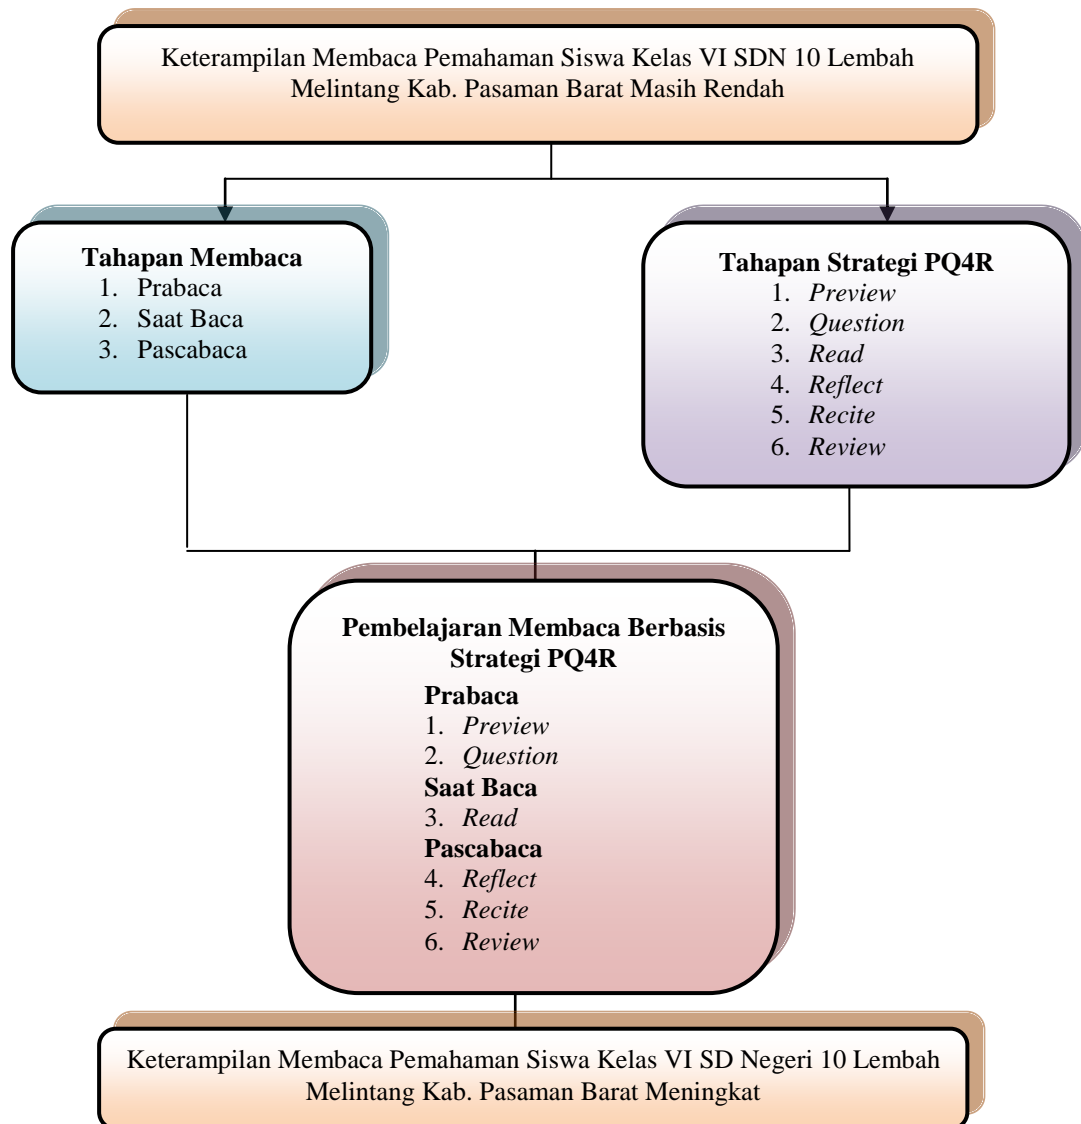 Keterampilan Membaca Pemahaman Siswa Kelas VI SDN 10 Lembah
Melintang Kab. Pasaman Barat Masih Rendah
Tahapan Membaca
1. Prabaca
2. Saat Baca
3. Pascabaca
Tahapan Strategi PQ4R
1. Preview
2. Question
3. Read
4. Reflect
5. Recite
6. Review
Pembelajaran Membaca Berbasis
Strategi PQ4R
Prabaca
1. Preview
2. Question
Saat Baca
3. Read
Pascabaca
4. Reflect
5. Recite
6. Review
Keterampilan Membaca Pemahaman Siswa Kelas VI SD Negeri 10 Lembah
Melintang Kab. Pasaman Barat Meningkat